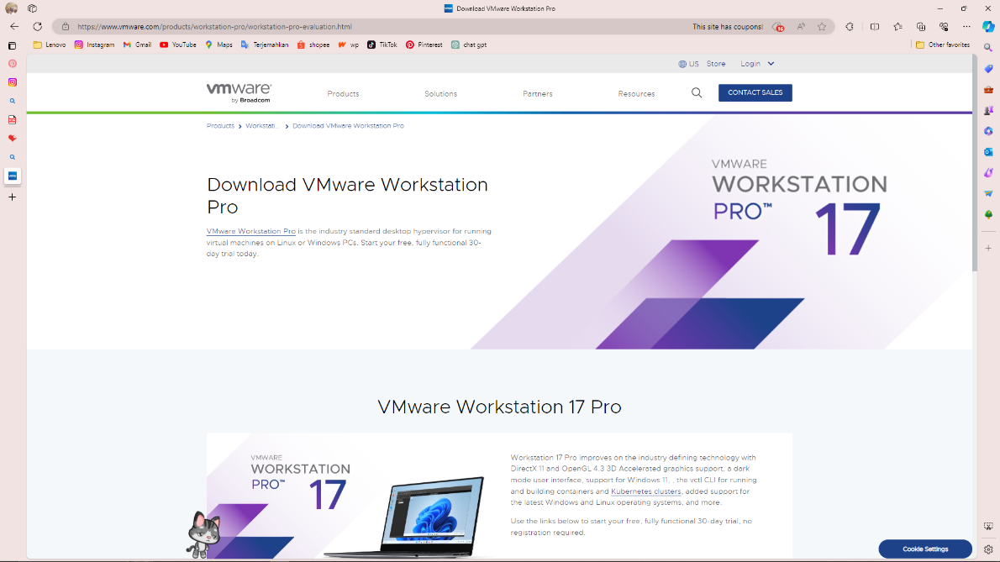 Download VMware Workstation Pro
https://www.vmware.com/products/workstation-pro/workstation-pro-evaluation.html
This site has coupons!
16
Lenovo
Instagram
Gmail
YouTube
Maps
Terjemahkan
shopee
wp
TikTok
Pinterest
chat gpt
Other favorites
US
Store
Login
vmware®
by Broadcom
Products
Solutions
Partners
Resources
CONTACT SALES
Products > Workstati... > Download VMware Workstation Pro
Download VMware Workstation
Pro
VMware Workstation Pro is the industry standard desktop hypervisor for running
virtual machines on Linux or Windows PCs. Start your free, fully functional 30-
day trial today.
VMWARE
WORKSTATION
PRO™ 17
VMware Workstation 17 Pro
VMWARE
WORKSTATION
PRO™ 17
Workstation 17 Pro improves on the industry defining technology with
DirectX 11 and OpenGL 4.3 3D Accelerated graphics support, a dark
mode user interface, support for Windows 11, , the vctl CLI for running
and building containers and Kubernetes clusters, added support for
the latest Windows and Linux operating systems, and more.
Use the links below to start your free, fully functional 30-day trial, no
registration required.
Cookie Settings